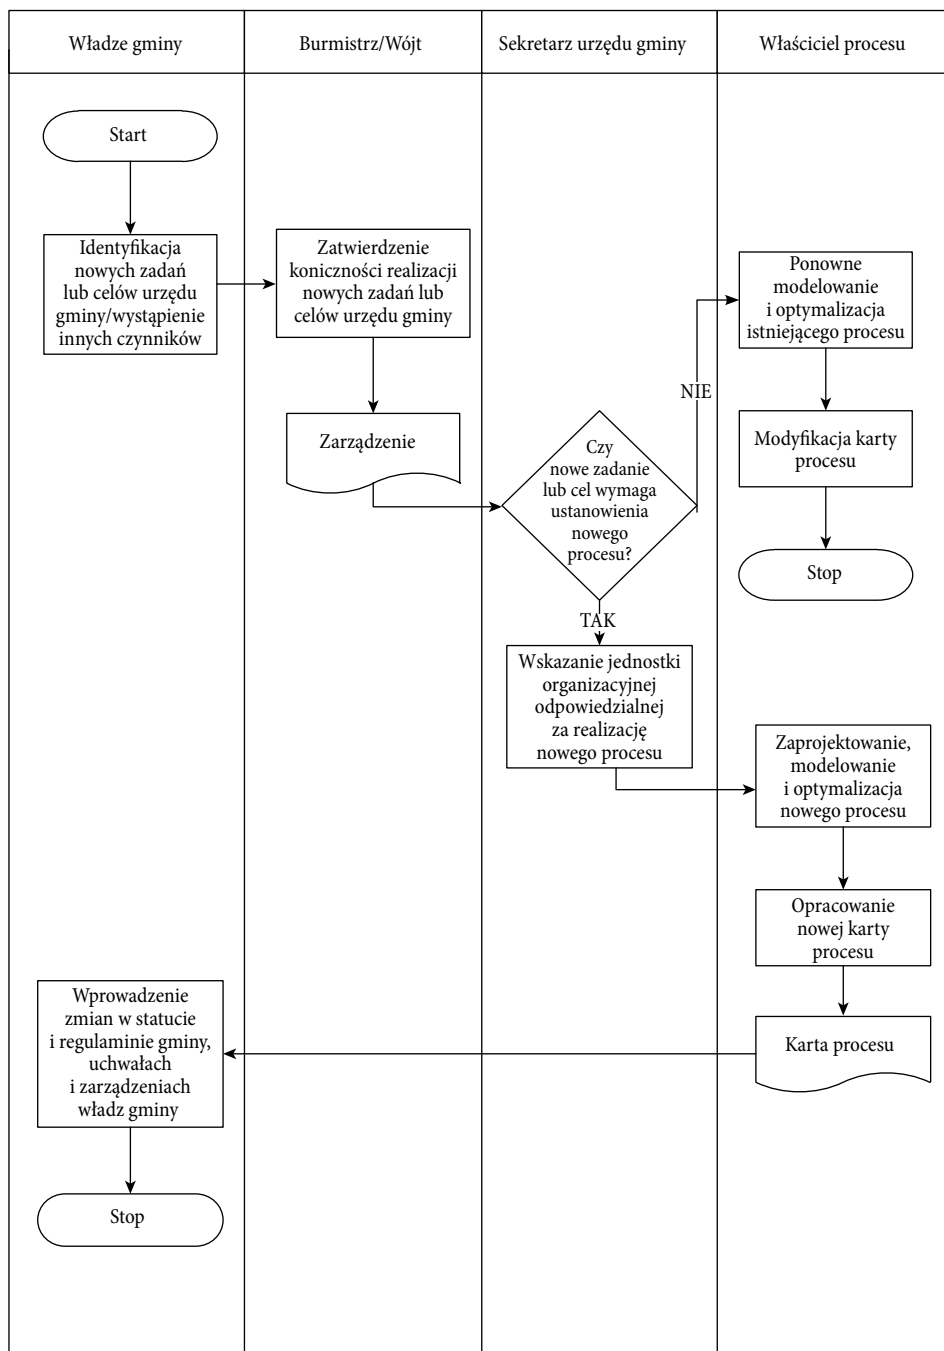 Władze gminy
Burmistrz/Wójt
Sekretarz urzędu gminy
Właściciel procesu
Start
Identyfikacja
nowych zadań
lub celów urzędu
gminy/wystąpienie
innych czynników
Zatwierdzenie
koniczności realizacji
nowych zadań lub
celów urzędu gminy
Zarządzenie
Czy
nowe zadanie
lub cel wymaga
ustanowienia
nowego
procesu?
NIE
Ponowne
modelowanie
i optymalizacja
istniejącego procesu
Modyfikacja karty
procesu
Stop
TAK
Wskazanie jednostki
organizacyjnej
odpowiedzialnej
za realizację
nowego procesu
Zaprojektowanie,
modelowanie
i optymalizacja
nowego procesu
Opracowanie
nowej karty
procesu
Karta procesu
Wprowadzenie
zmian w statucie
i regulaminie gminy,
uchwałach
i zarządzeniach
władz gminy
Stop